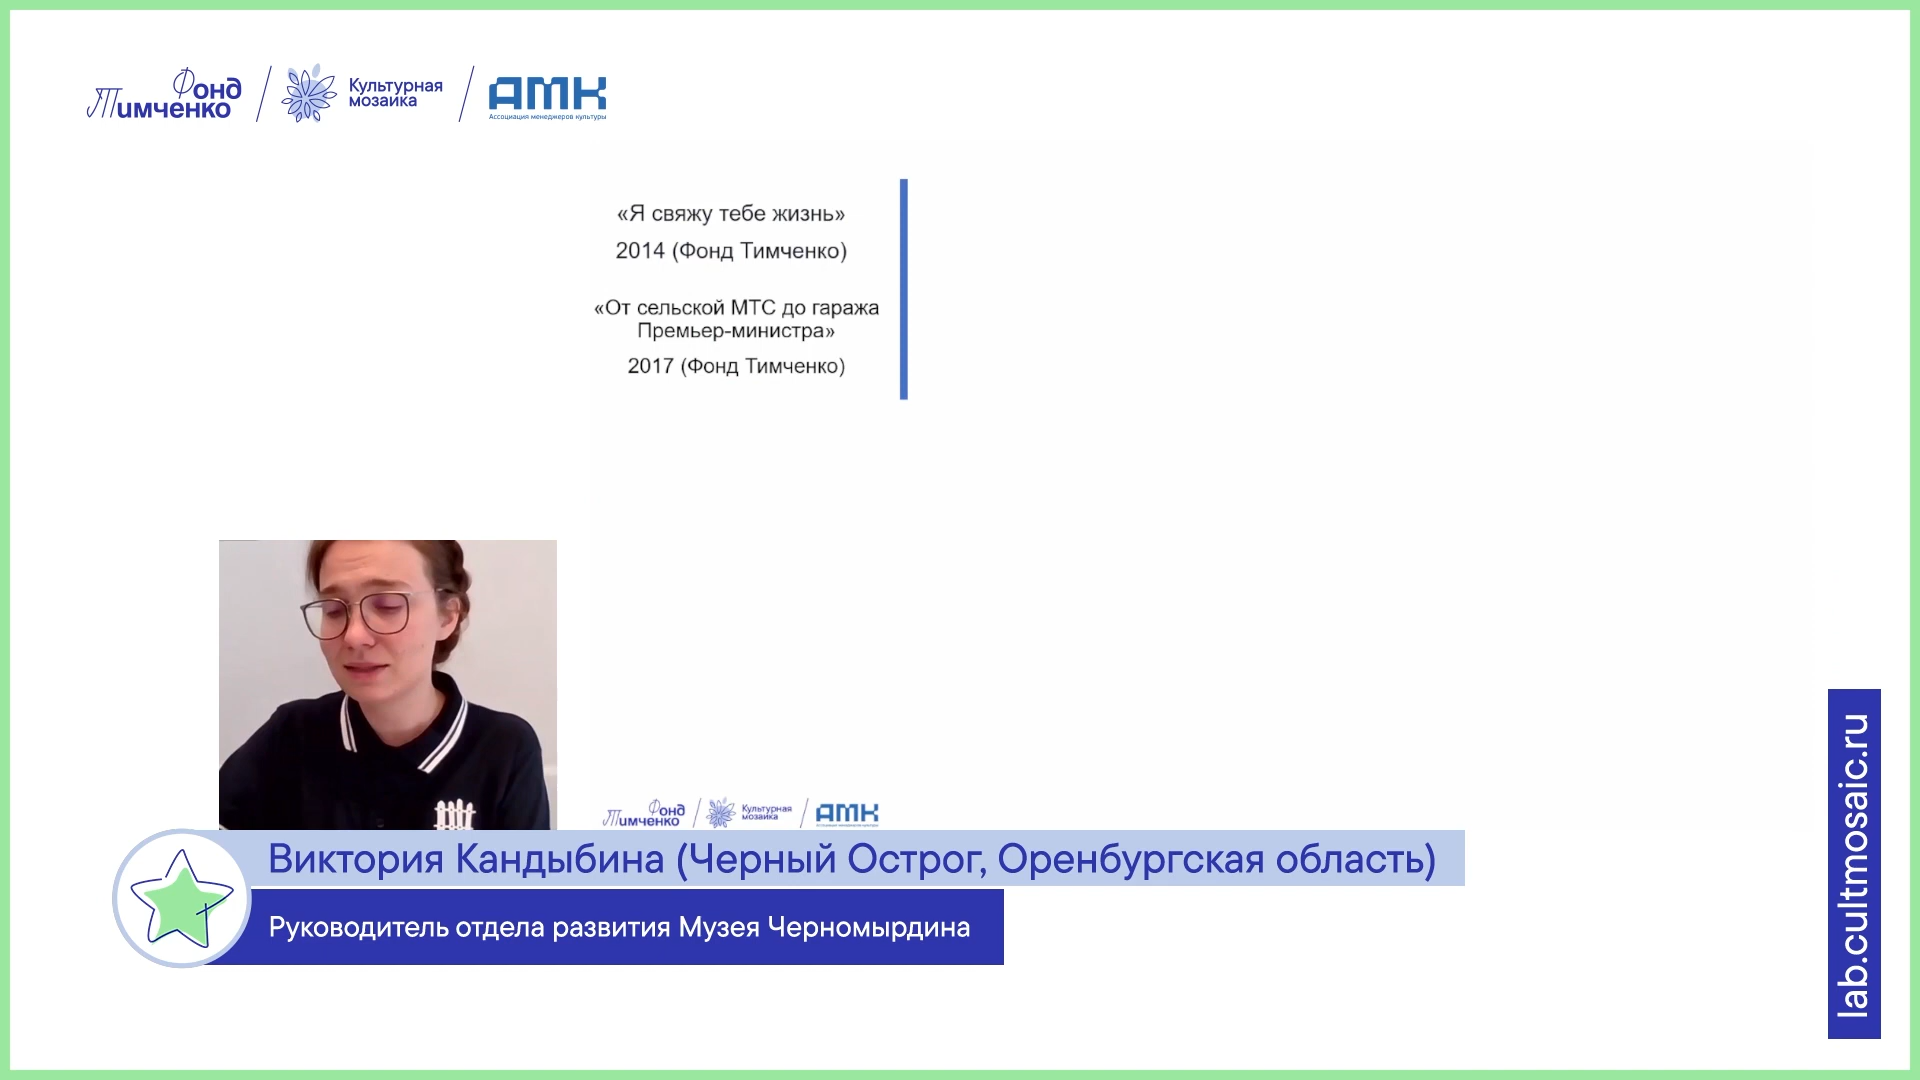 Фонд
Тимченко
Культурная
мозаика
АМК
Ассоциация менеджеров культуры
«Я свяжу тебе жизнь»
2014 (Фонд Тимченко)
«От сельской МТС до гаража
Премьер-министра»
2017 (Фонд Тимченко)
Фонд
Тимченко
Культурная
мозаика
АМК
Виктория Кандыбина (Черный Острог, Оренбургская область)
Руководитель отдела развития Музея Черномырдина
lab.cultmosaic.ru